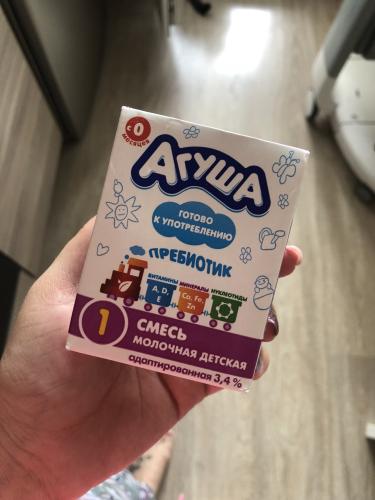 с 0
месяцев
Агуша
ГОТОВО
К УПОТРЕБЛЕНИЮ
ПРЕБИОТИК
ВИТАМИНЫ МИНЕРАЛЫ НУКЛЕОТИДЫ
A, D,
E
Ca, Fe,
Zn
1
СМЕСЬ
МОЛОЧНАЯ ДЕТСКАЯ
адаптированная 3,4%